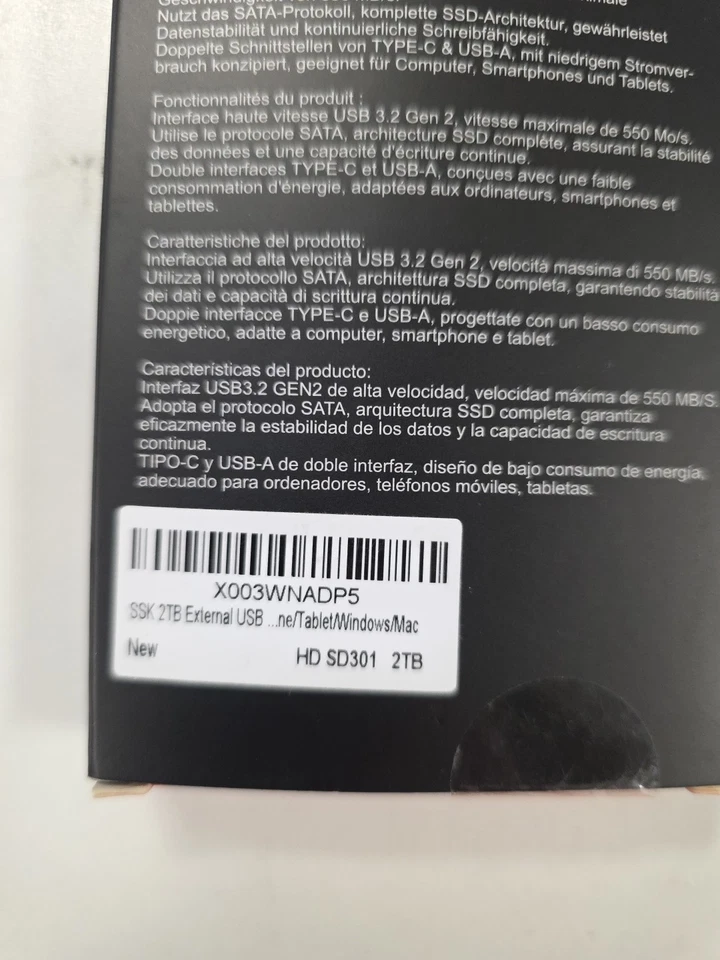 Nutzt das SATA-Protokoll, komplette SSD-Architektur, gewährleistet
Datenstabilität und kontinuierliche Schreibfähigkeit.
Doppelte Schnittstellen von TYPE-C & USB-A, mit niedrigem Stromver-
brauch konzipiert, geeignet für Computer, Smartphones und Tablets.
Fonctionnalités du produit :
Interface haute vitesse USB 3.2 Gen 2, vitesse maximale de 550 Mo/s.
Utilise le protocole SATA, architecture SSD complète, assurant la stabilité
des données et une capacité d'écriture continue.
Double interfaces TYPE-C et USB-A, conçues avec une faible
consommation d'énergie, adaptées aux ordinateurs, smartphones et
tablettes.
Caratteristiche del prodotto:
Interfaccia ad alta velocità USB 3.2 Gen 2, velocità massima di 550 MB/s.
Utilizza il protocollo SATA, architettura SSD completa, garantendo stabilità
dei dati e capacità di scrittura continua.
Doppie interfacce TYPE-C e USB-A, progettate con un basso consumo
energetico, adatte a computer, smartphone e tablet.
Características del producto:
Interfaz USB3.2 GEN2 de alta velocidad, velocidad máxima de 550 MB/S.
Adopta el protocolo SATA, arquitectura SSD completa, garantiza
eficazmente la estabilidad de los datos y la capacidad de escritura
continua.
TIPO-C y USB-A de doble interfaz, diseño de bajo consumo de energía,
adecuado para ordenadores, teléfonos móviles, tabletas.
X003WNADP5
SSK 2TB External USB ...ne/Tablet/Windows/Mac
New
HD SD301 2TB